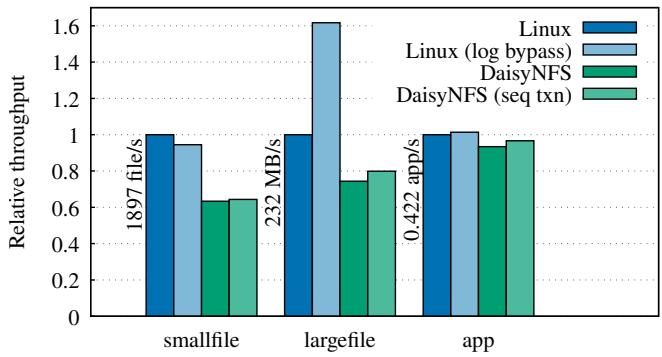 Linux
Linux (log bypass)
DaisyNFS
DaisyNFS (seq txn)
Relative throughput
1.6
1.4
1.2
1
0.8
0.6
0.4
0.2
0
1897 file/s
232 MB/s
0.422 app/s
smallfile
largefile
app